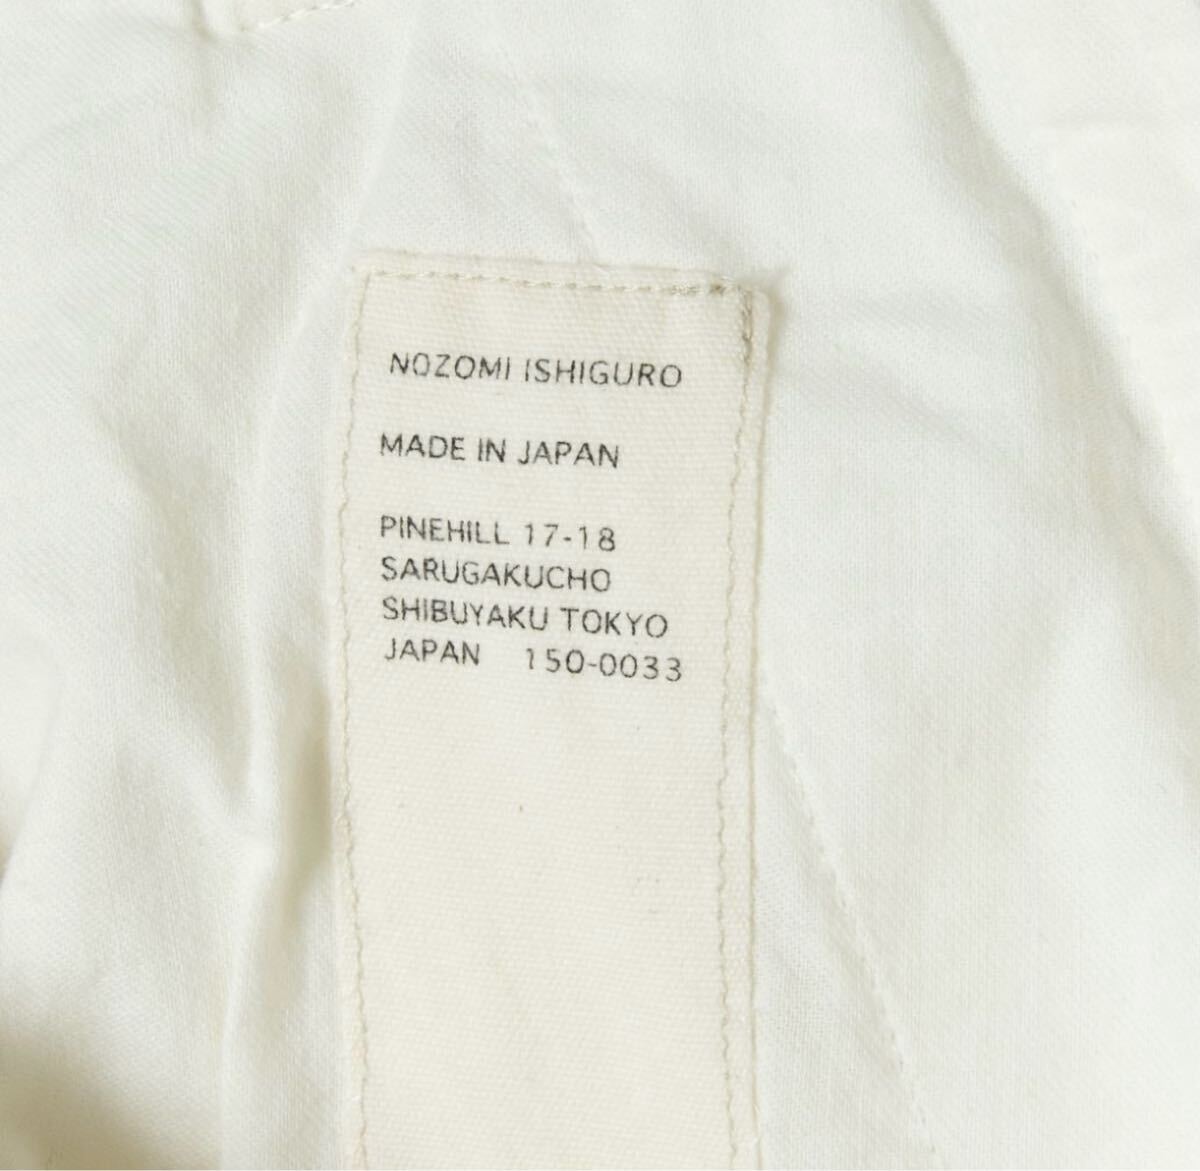 NOZOMI ISHIGURO
MADE IN JAPAN
PINEHILL 17-18
SARUGAKUCHO
SHIBUYAKU TOKYO
JAPAN 150-0033